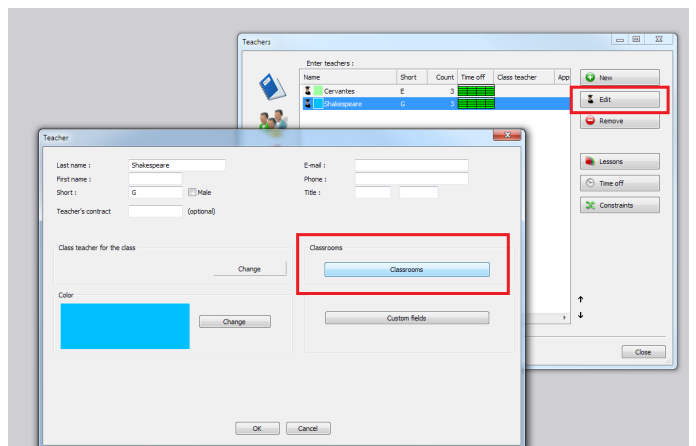 Teachers
Enter teachers :
Name Short Count Time off Class teacher App
Cervantes E 3
Shakespeare G 3
New
Edit
Remove
Lessons
Time off
Constraints
Close
Teacher
Last name : Shakespeare
First name :
Short : G Male
Teacher's contract (optional)
E-mail :
Phone :
Title :
Class teacher for the class
Change
Classrooms
Classrooms
Color
Change
Custom fields
OK Cancel